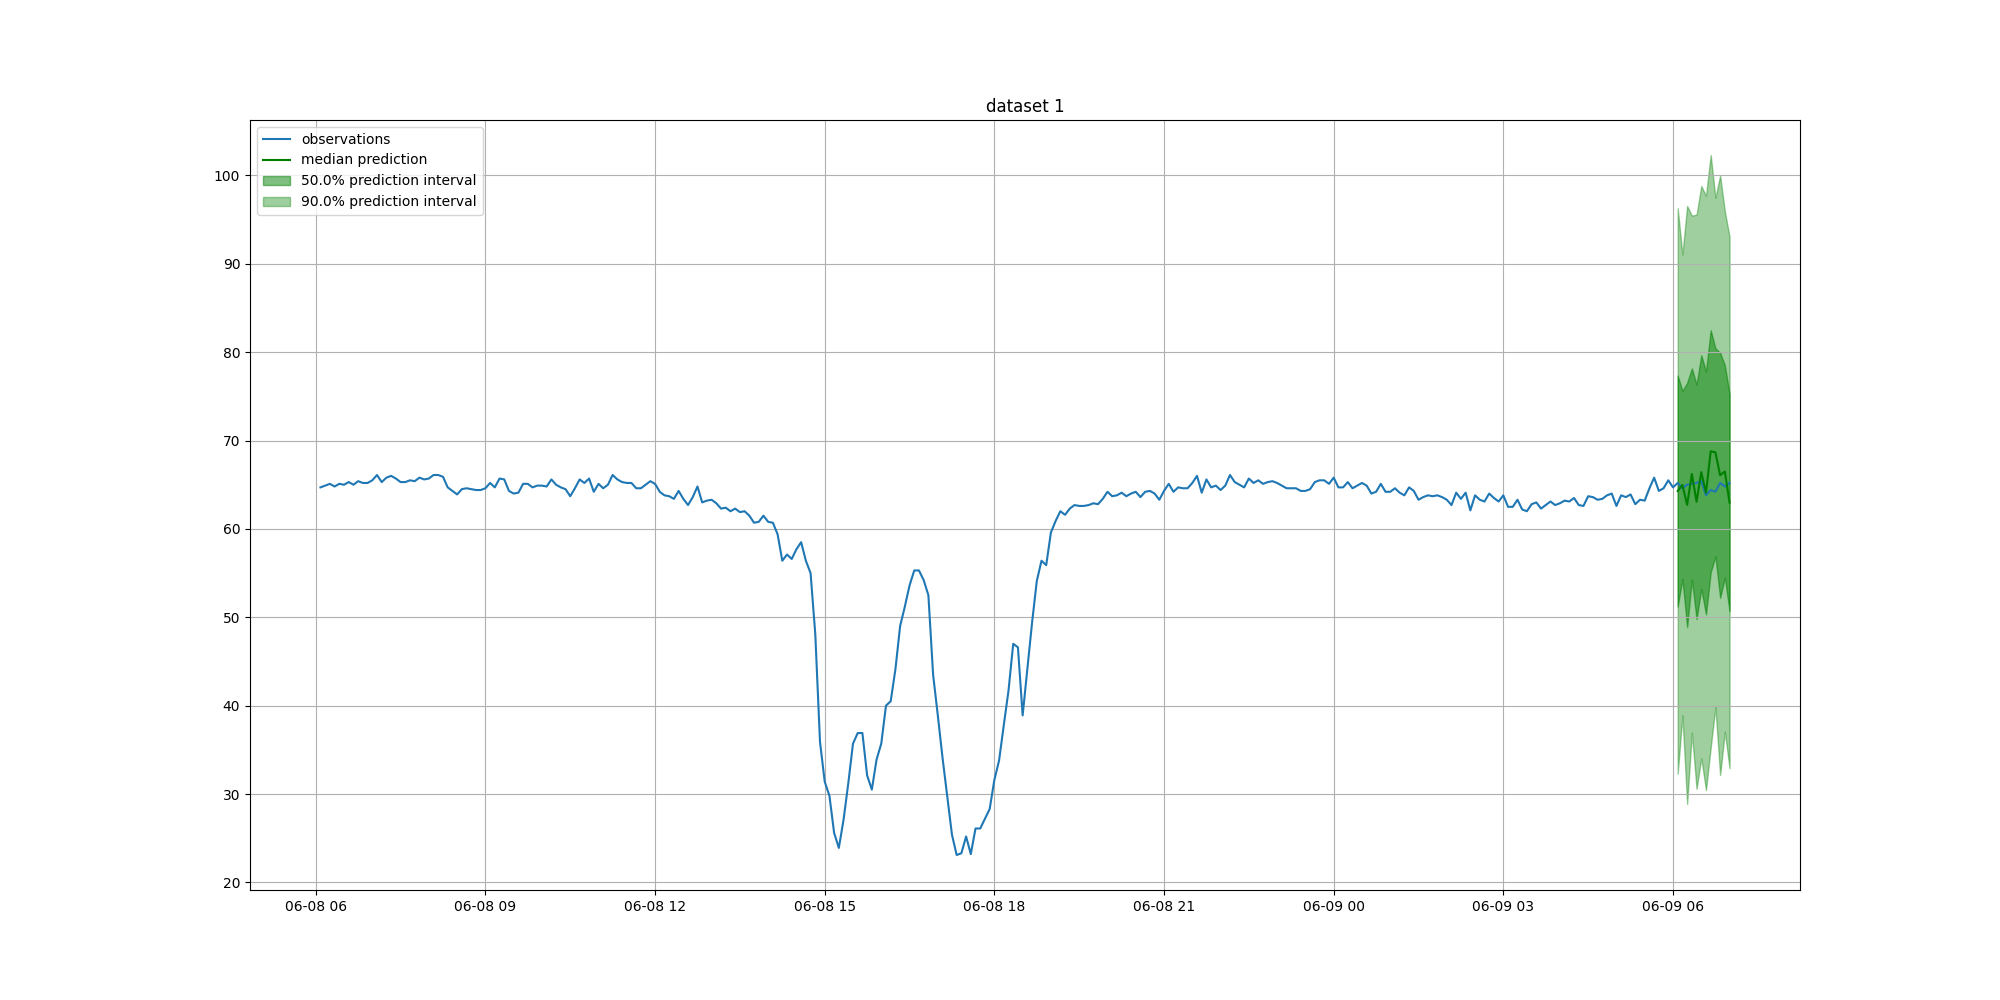 dataset 1
observations
median prediction
50.0% prediction interval
90.0% prediction interval
100
90
80
70
60
50
40
30
20
06-08 06 06-08 09 06-08 12 06-08 15 06-08 18 06-08 21 06-09 00 06-09 03 06-09 06